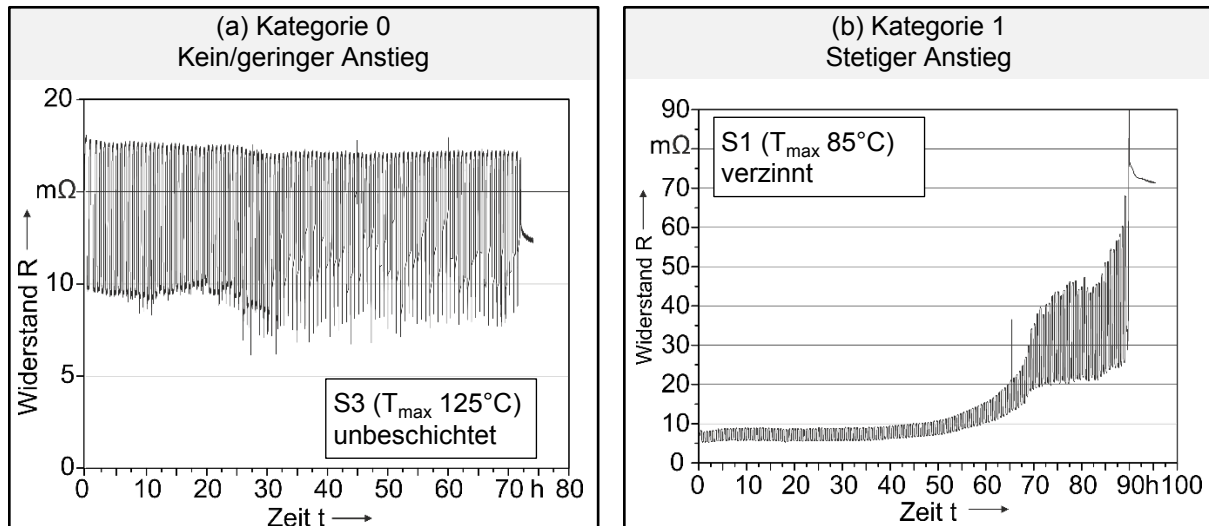 (a) Kategorie 0
Kein/geringer Anstieg
20
mΩ
10
5
0
Widerstand R
S3 (Tmax 125°C)
unbeschichtet
0 10 20 30 40 50 60 70 h 80
Zeit t
(b) Kategorie 1
Stetiger Anstieg
90
mΩ
70
60
50
40
30
20
10
0
Widerstand R
S1 (Tmax 85°C)
verzinnt
0 10 20 30 40 50 60 70 80 90h100
Zeit t